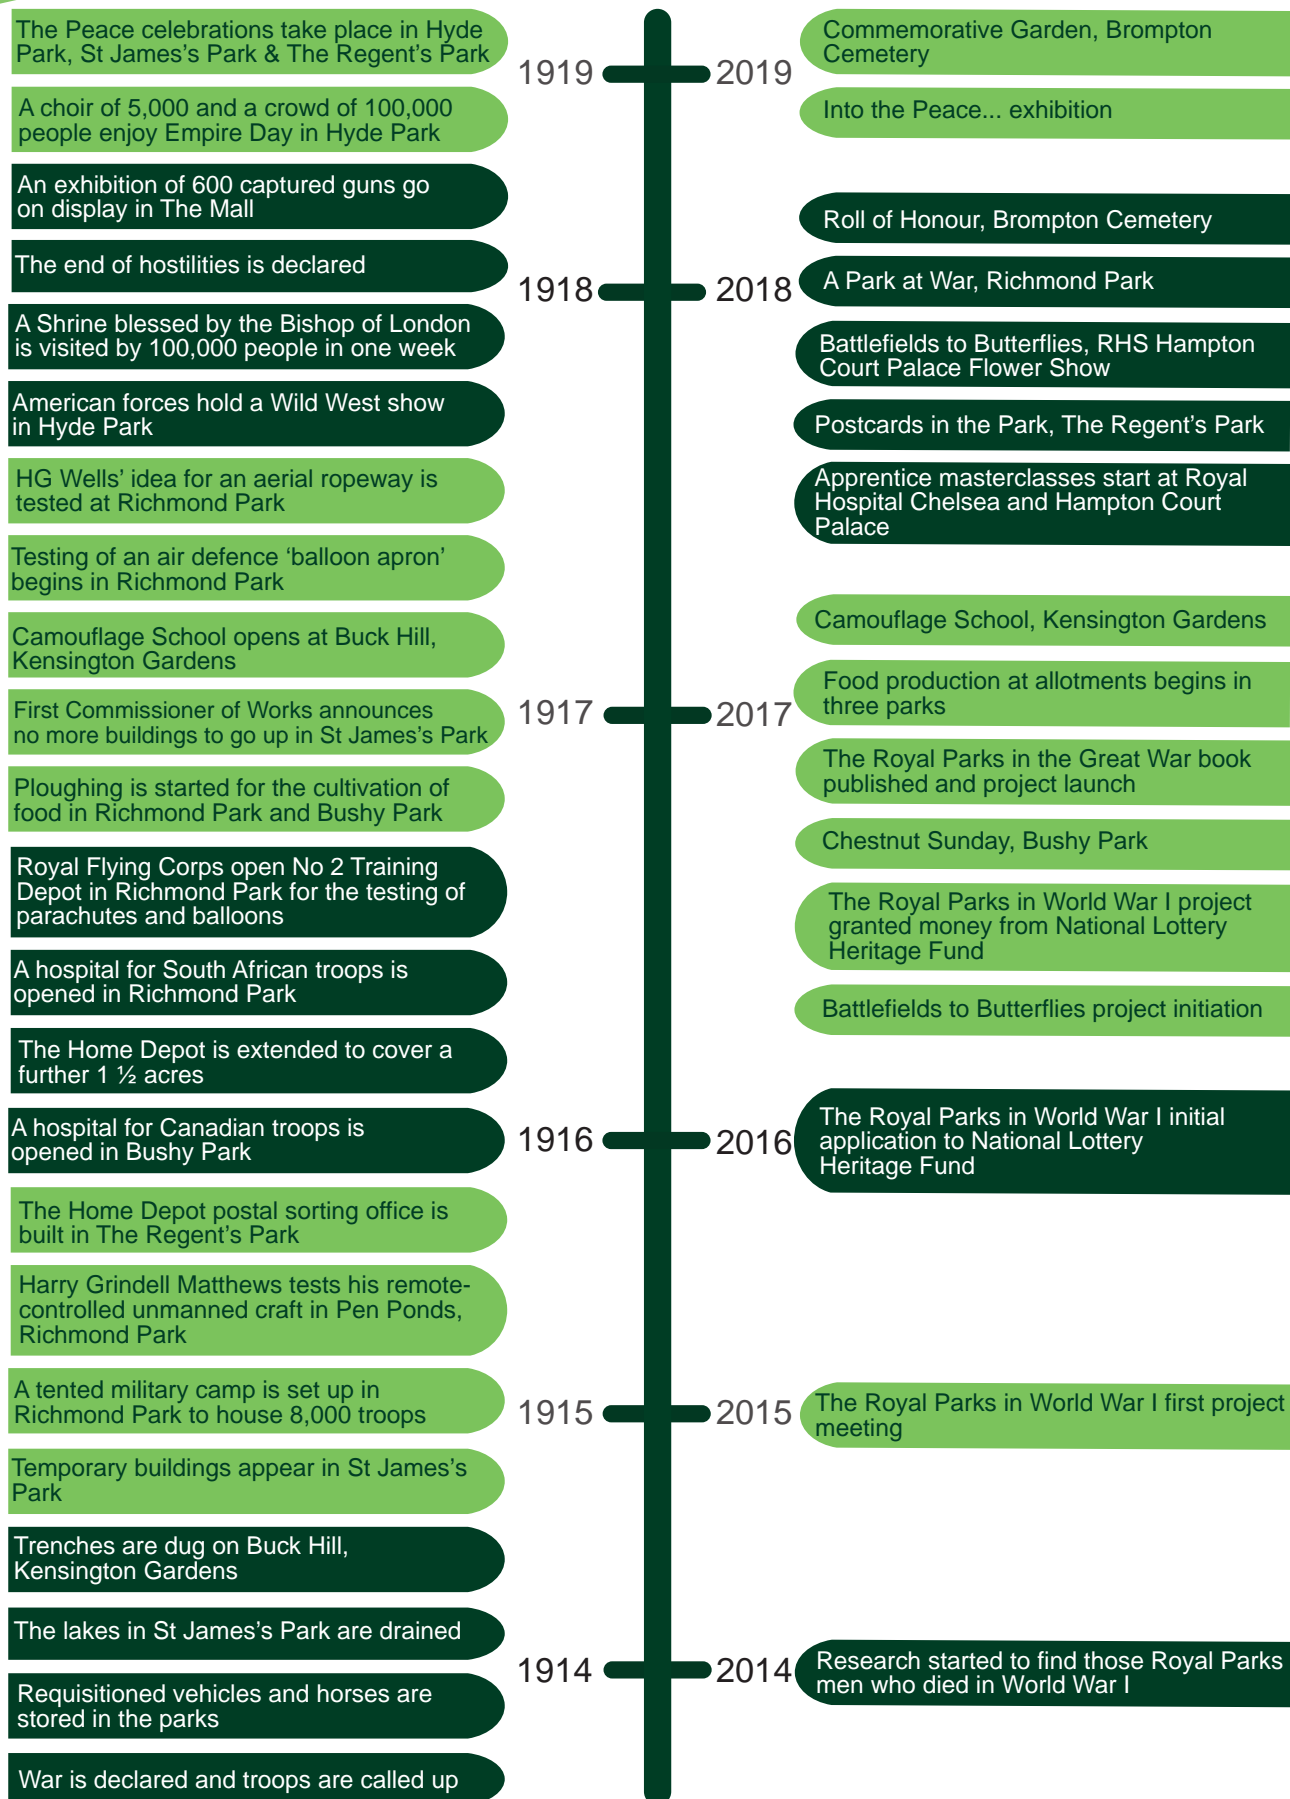 The Peace celebrations take place in Hyde
Park, St James’s Park & The Regent’s Park
A choir of 5,000 and a crowd of 100,000
people enjoy Empire Day in Hyde Park
1919
2019
Commemorative Garden, Brompton
Cemetery
Into the Peace... exhibition
An exhibition of 600 captured guns go
on display in The Mall
The end of hostilities is declared
A Shrine blessed by the Bishop of London
is visited by 100,000 people in one week
American forces hold a Wild West show
in Hyde Park
1918
2018
Roll of Honour, Brompton Cemetery
A Park at War, Richmond Park
Battlefields to Butterflies, RHS Hampton
Court Palace Flower Show
Postcards in the Park, The Regent’s Park
Apprentice masterclasses start at Royal
Hospital Chelsea and Hampton Court
Palace
HG Wells’ idea for an aerial ropeway is
tested at Richmond Park
Testing of an air defence ‘balloon apron’
begins in Richmond Park
Camouflage School opens at Buck Hill,
Kensington Gardens
First Commissioner of Works announces
no more buildings to go up in St James’s Park
Ploughing is started for the cultivation of
food in Richmond Park and Bushy Park
1917
2017
Camouflage School, Kensington Gardens
Food production at allotments begins in
three parks
The Royal Parks in the Great War book
published and project launch
Chestnut Sunday, Bushy Park
The Royal Parks in World War I project
granted money from National Lottery
Heritage Fund
Battlefields to Butterflies project initiation
Royal Flying Corps open No 2 Training
Depot in Richmond Park for the testing of
parachutes and balloons
A hospital for South African troops is
opened in Richmond Park
The Home Depot is extended to cover a
further 1 ½ acres
A hospital for Canadian troops is
opened in Bushy Park
1916
2016
The Royal Parks in World War I initial
application to National Lottery
Heritage Fund
The Home Depot postal sorting office is
built in The Regent’s Park
Harry Grindell Matthews tests his remote-
controlled unmanned craft in Pen Ponds,
Richmond Park
A tented military camp is set up in
Richmond Park to house 8,000 troops
Temporary buildings appear in St James’s
Park
1915
2015
The Royal Parks in World War I first project
meeting
Trenches are dug on Buck Hill,
Kensington Gardens
The lakes in St James’s Park are drained
Requisitioned vehicles and horses are
stored in the parks
War is declared and troops are called up
1914
2014
Research started to find those Royal Parks
men who died in World War I